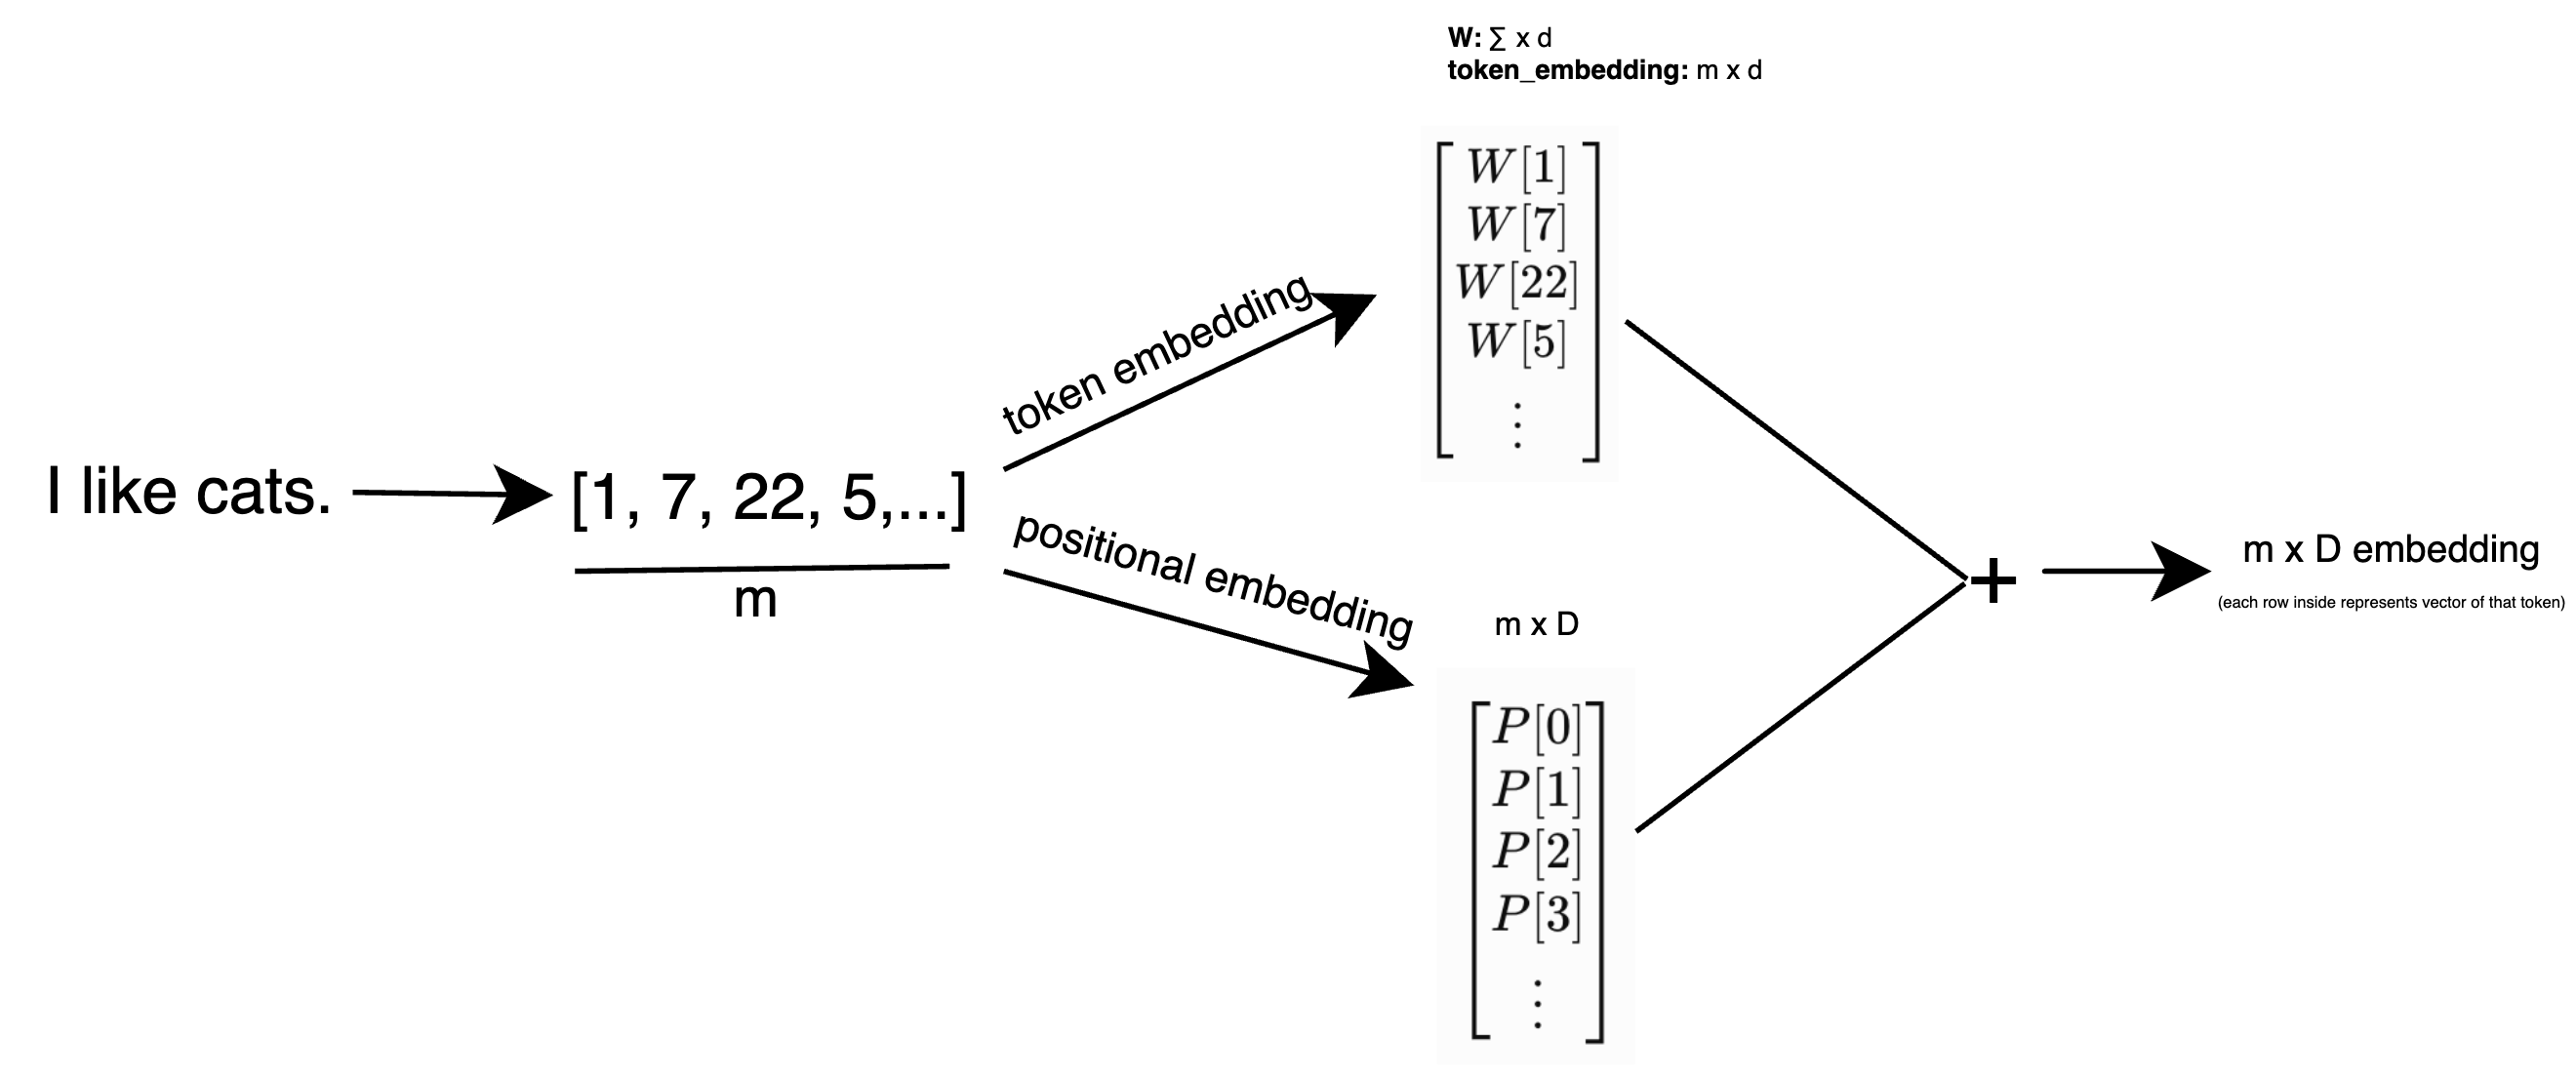 W: ∑ x d
token_embedding: m x d
W[1]
W[7]
W[22]
W[5]
⋮
token embedding
I like cats.
[1, 7, 22, 5,...]
m
positional embedding
m x D
P[0]
P[1]
P[2]
P[3]
⋮
+
m x D embedding
(each row inside represents vector of that token)